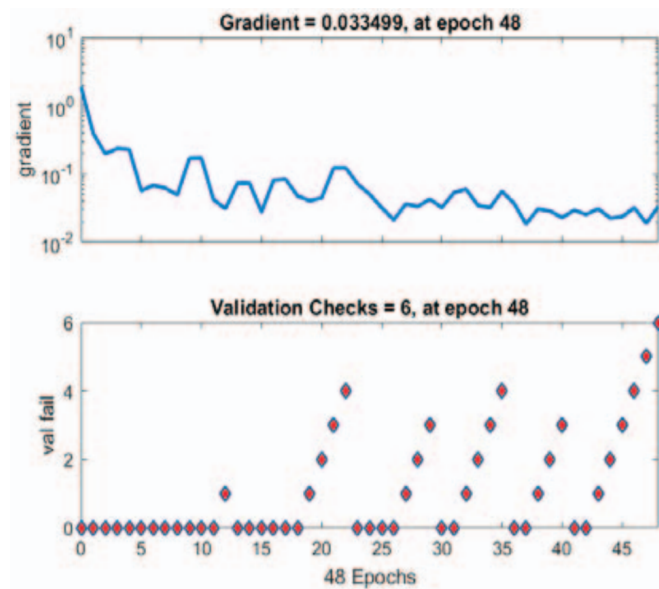 Gradient = 0.033499, at epoch 48
10^1
10^0
10^-1
10^-2
gradient
Validation Checks = 6, at epoch 48
6
4
2
0
val fail
0 5 10 15 20 25 30 35 40 45
48 Epochs